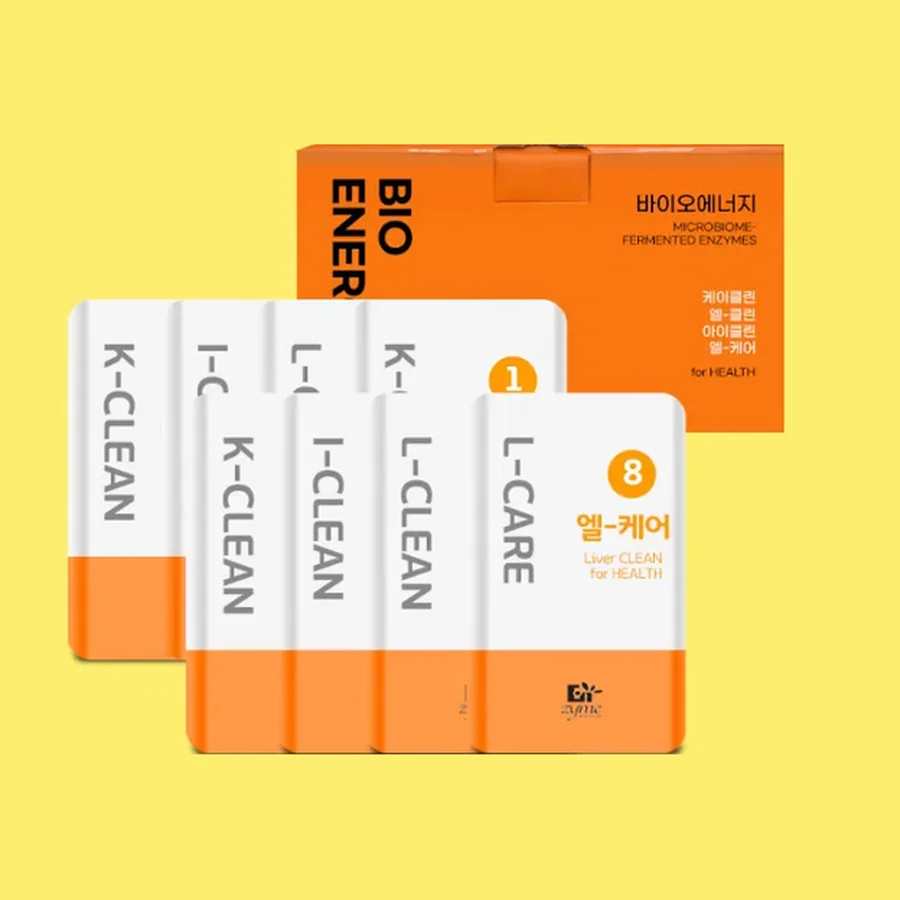 BIO
ENER
바이오에너지
MICROBIOME-
FERMENTED ENZYMES
케이클린
엘-클린
아이클린
엘-케어
for HEALTH
K-CLEAN
I-C
L-C
K-C
1
K-CLEAN
I-CLEAN
L-CLEAN
L-CARE
8
엘-케어
Liver CLEAN
for HEALTH
zyme